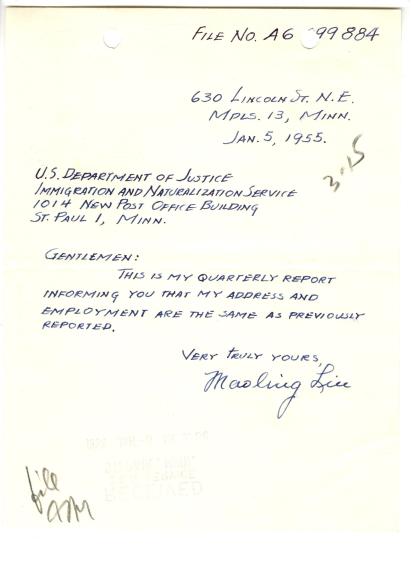 FILE NO. A6 99884
630 LINCOLN ST. N.E.
MPLS. 13, MINN.
JAN. 5, 1955.
3-15
U.S. DEPARTMENT OF JUSTICE
IMMIGRATION AND NATURALIZATION SERVICE
1014 NEW POST OFFICE BUILDING
ST. PAUL 1, MINN.
GENTLEMEN:
THIS IS MY QUARTERLY REPORT
INFORMING YOU THAT MY ADDRESS AND
EMPLOYMENT ARE THE SAME AS PREVIOUSLY
REPORTED.
VERY TRULY YOURS,
Maoling Liu
RECEIVED
file